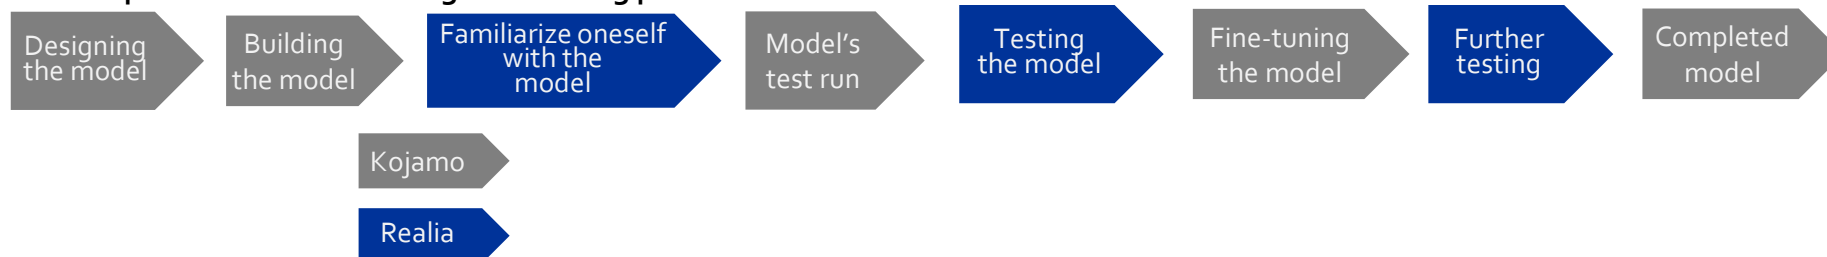 Designing
the model
Building
the model
Familiarize oneself
with the
model
Model's
test run
Testing
the model
Fine-tuning
the model
Further
testing
Completed
model
Kojamo
Realia